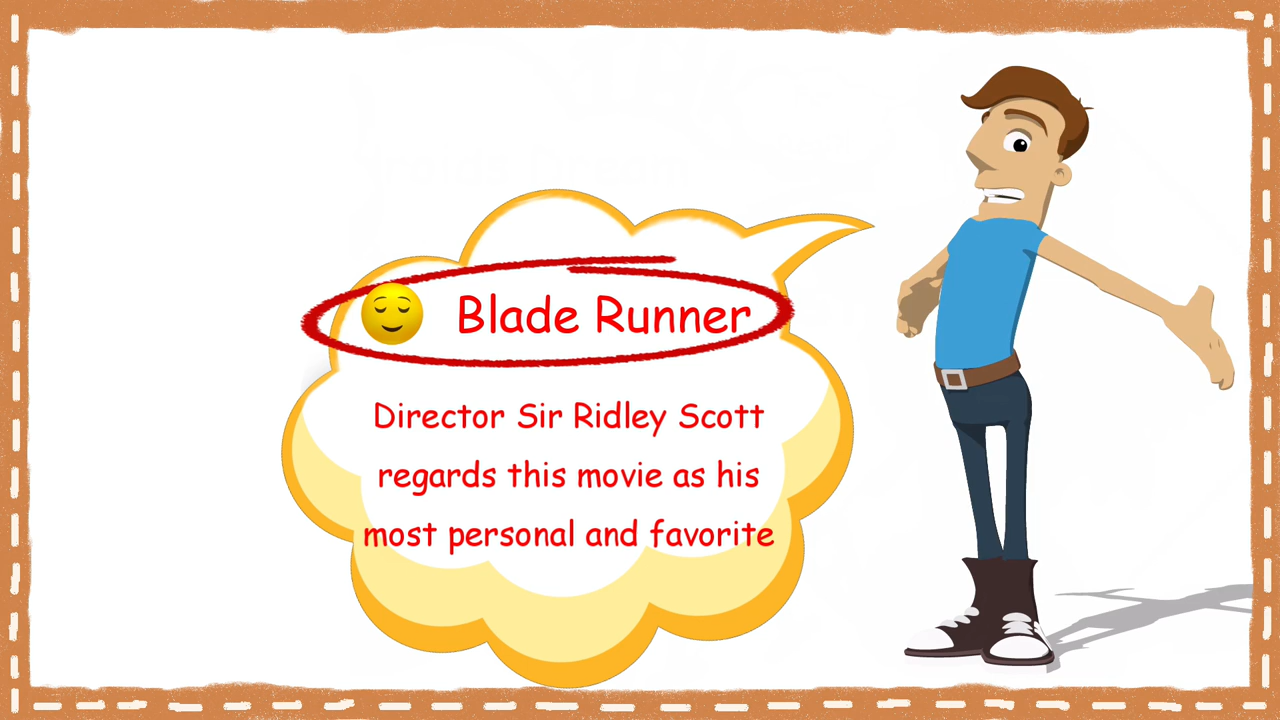 Blade Runner
Director Sir Ridley Scott
regards this movie as his
most personal and favorite